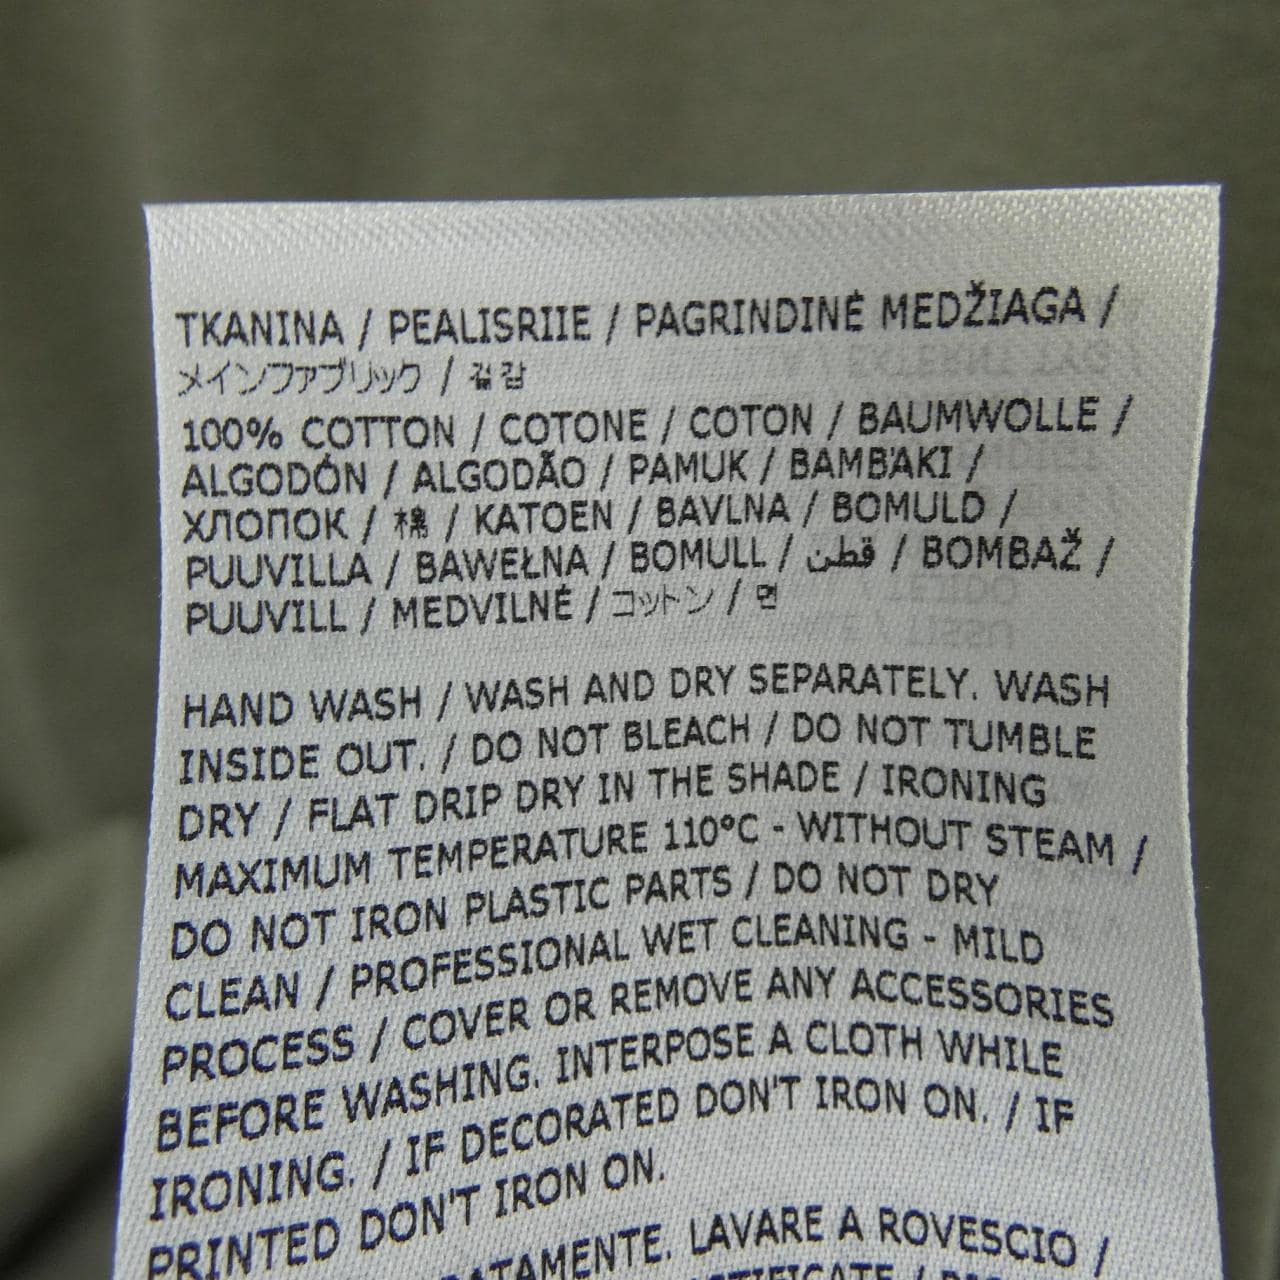 TKANINA / PEALISRIIE / PAGRINDINĖ MEDŽIAGA /
メインファブリック / 겉감
100% COTTON / COTONE / COTON / BAUMWOLLE /
ALGODÓN / ALGODÃO / PAMUK / BAMBΆKI /
ХЛОПОК / 棉 / KATOEN / BAVLNA / BOMULD /
PUUVILLA / BAWEŁNA / BOMULL / قطن / BOMBAŽ /
PUUVILL / MEDVILNĖ / コットン / 면
HAND WASH / WASH AND DRY SEPARATELY. WASH
INSIDE OUT. / DO NOT BLEACH / DO NOT TUMBLE
DRY / FLAT DRIP DRY IN THE SHADE / IRONING
MAXIMUM TEMPERATURE 110°C - WITHOUT STEAM /
DO NOT IRON PLASTIC PARTS / DO NOT DRY
CLEAN / PROFESSIONAL WET CLEANING - MILD
PROCESS / COVER OR REMOVE ANY ACCESSORIES
BEFORE WASHING. INTERPOSE A CLOTH WHILE
IRONING. / IF DECORATED DON'T IRON ON. / IF
PRINTED DON'T IRON ON.
LAVARE A ROVESCIO /